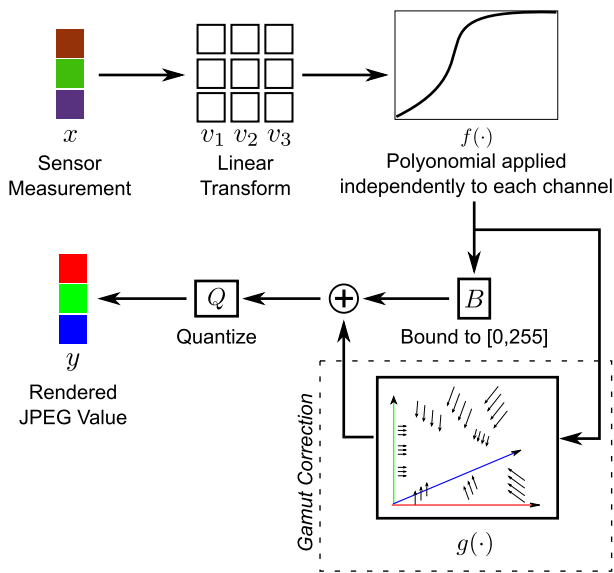 x
Sensor
Measurement
v₁ v₂ v₃
Linear
Transform
f(·)
Polyonomial applied
independently to each channel
y
Rendered
JPEG Value
Q
Quantize
+
B
Bound to [0,255]
Gamut Correction
g(·)